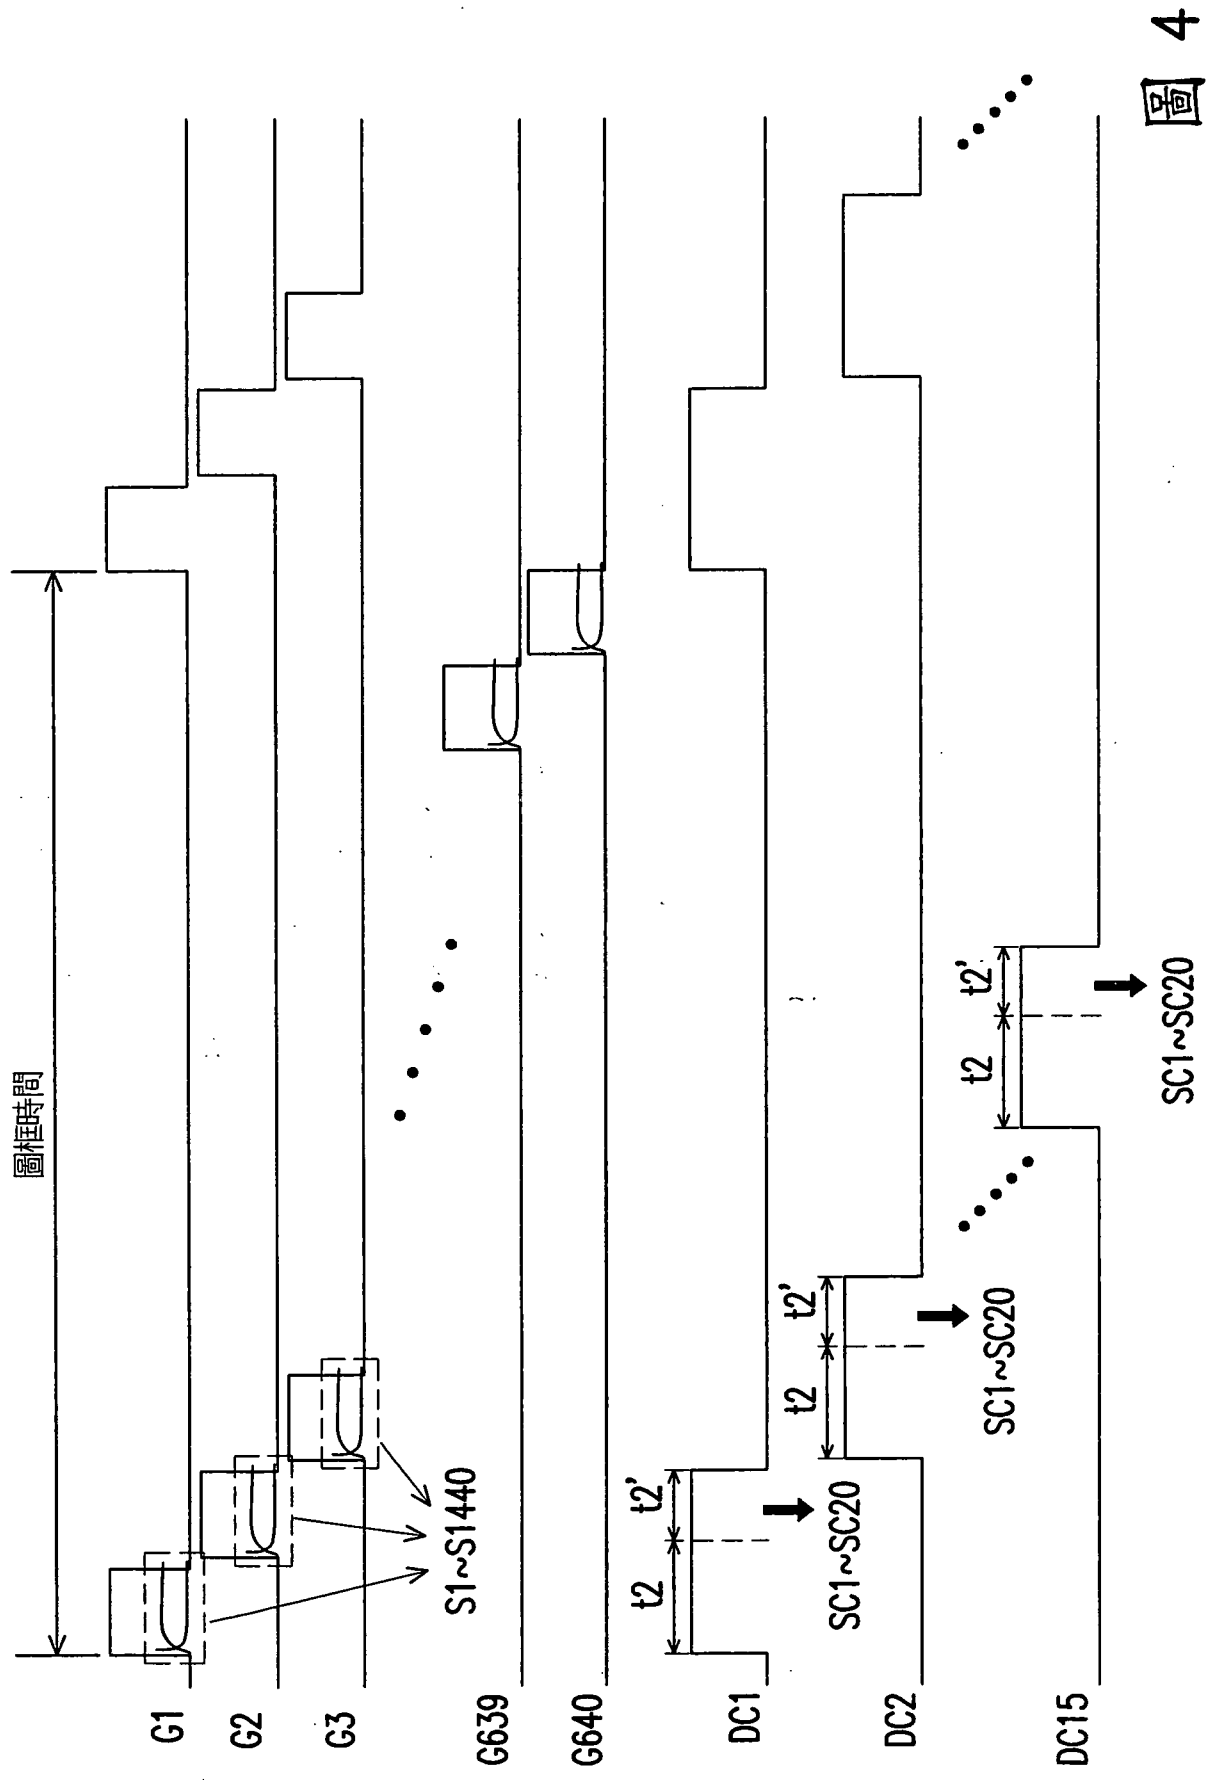 圖框時間
G1
G2
G3
S1~S1440
G639
G640
DC1
t2
t2'
SC1~SC20
DC2
t2
t2'
SC1~SC20
DC15
t2
t2'
SC1~SC20
圖 4